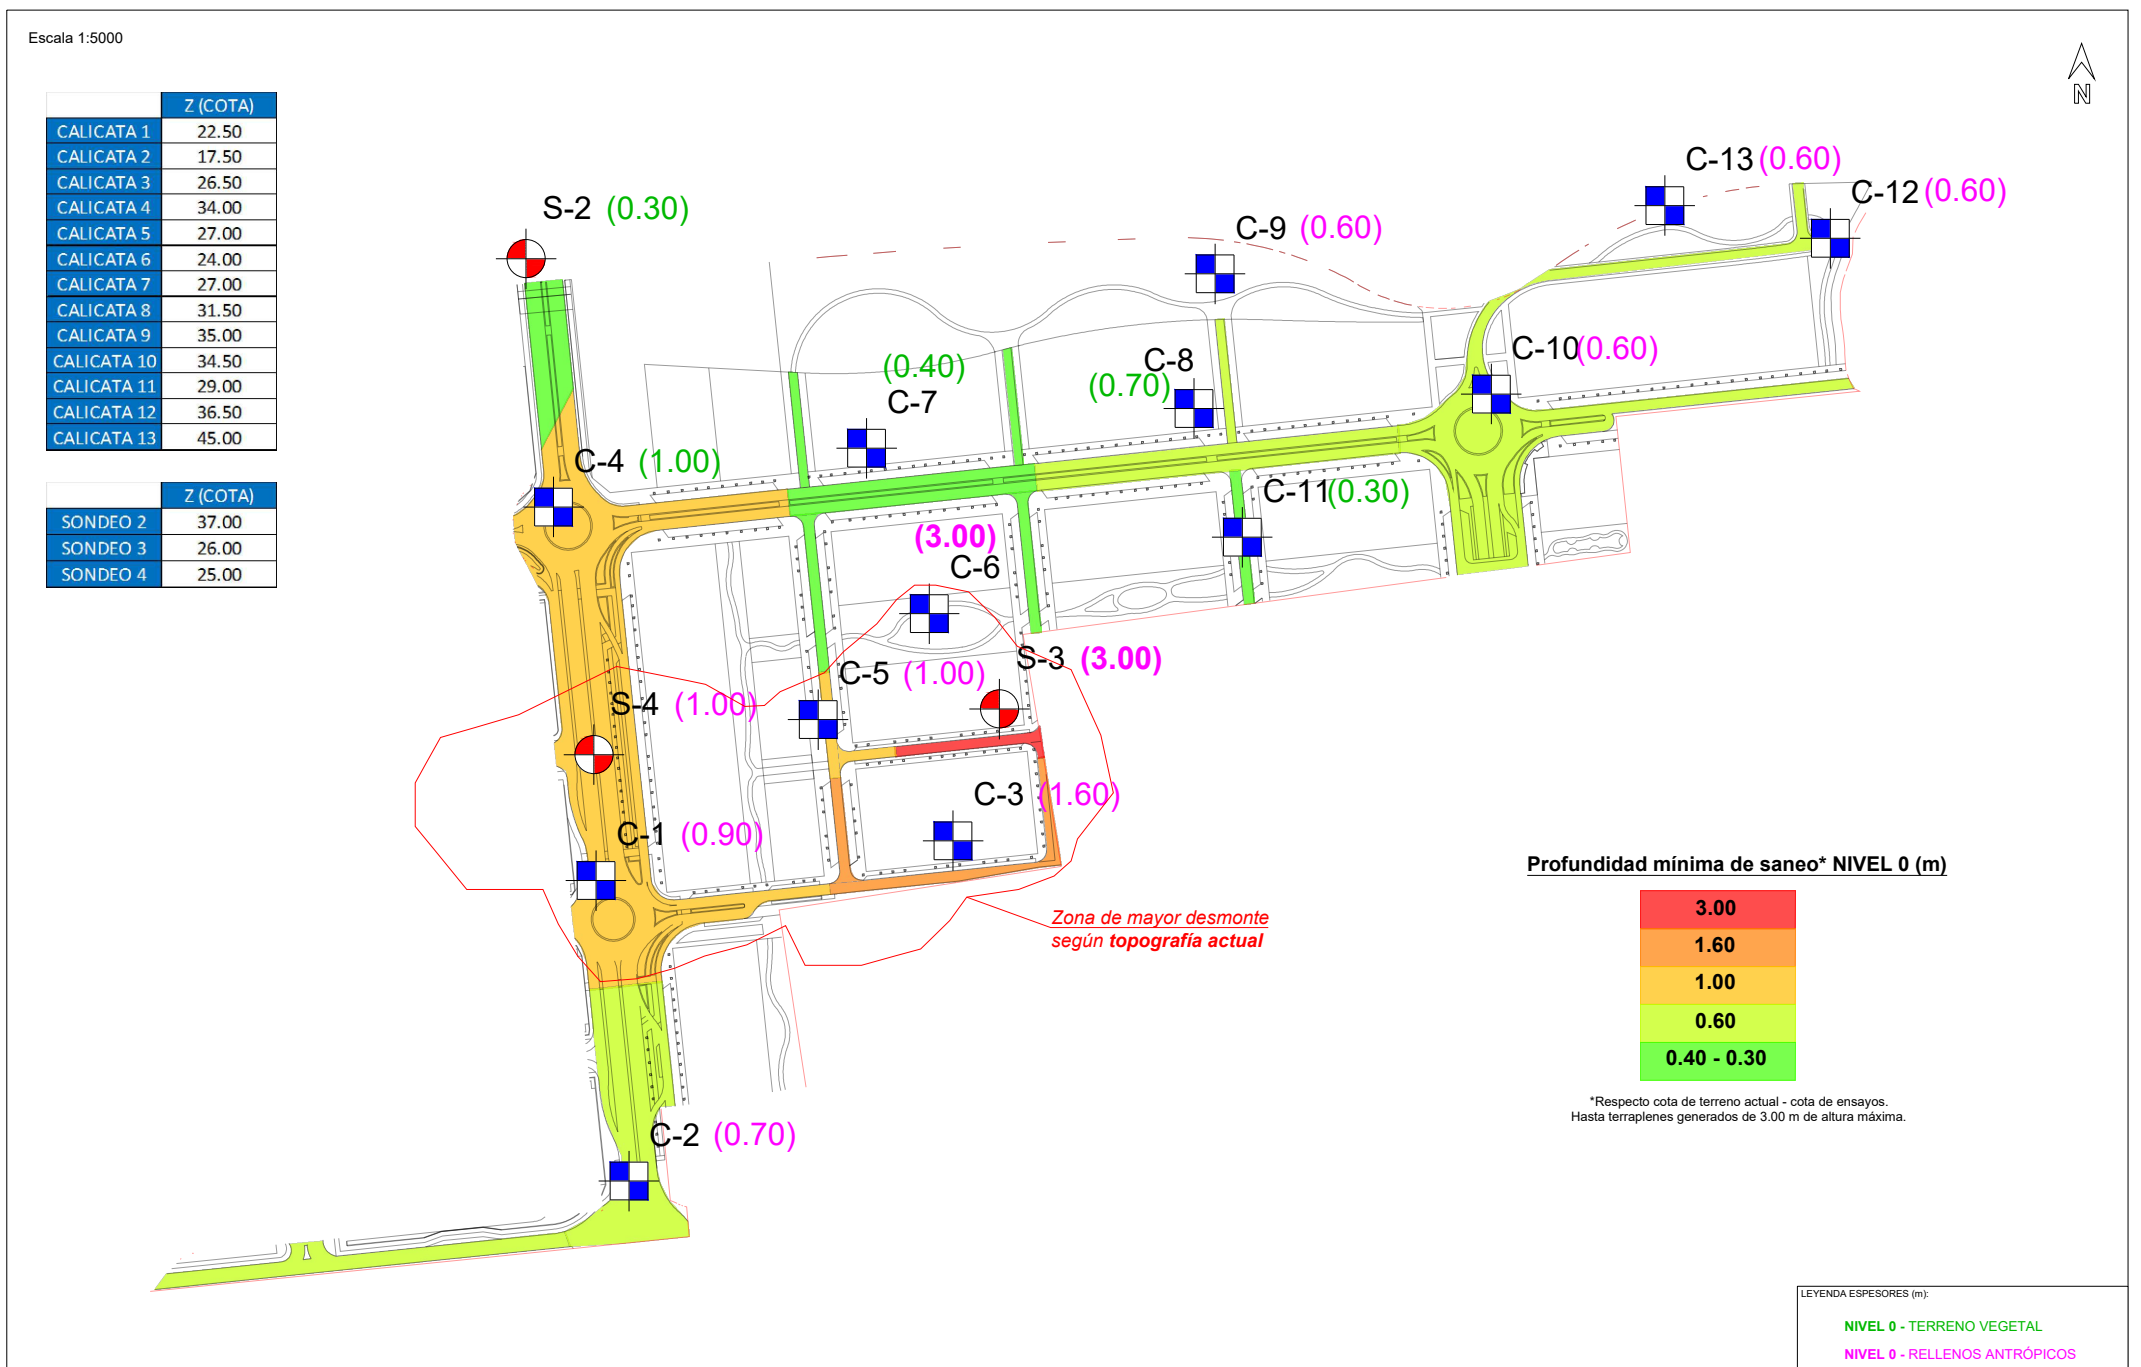 Escala 1:5000
N
Z (COTA)
CALICATA 1 22.50
CALICATA 2 17.50
CALICATA 3 26.50
CALICATA 4 34.00
CALICATA 5 27.00
CALICATA 6 24.00
CALICATA 7 27.00
CALICATA 8 31.50
CALICATA 9 35.00
CALICATA 10 34.50
CALICATA 11 29.00
CALICATA 12 36.50
CALICATA 13 45.00
Z (COTA)
SONDEO 2 37.00
SONDEO 3 26.00
SONDEO 4 25.00
C-13 (0.60)
C-12 (0.60)
S-2 (0.30)
C-9 (0.60)
C-10 (0.60)
(0.40)
C-7
C-8
(0.70)
C-4 (1.00)
C-11 (0.30)
(3.00)
C-6
S-3 (3.00)
C-5 (1.00)
S-4 (1.00)
C-3 (1.60)
C-1 (0.90)
Zona de mayor desmonte
según topografía actual
C-2 (0.70)
Profundidad mínima de saneo* NIVEL 0 (m)
3.00
1.60
1.00
0.60
0.40 - 0.30
*Respecto cota de terreno actual - cota de ensayos.
Hasta terraplenes generados de 3.00 m de altura máxima.
LEYENDA ESPESORES (m):
NIVEL 0 - TERRENO VEGETAL
NIVEL 0 - RELLENOS ANTRÓPICOS